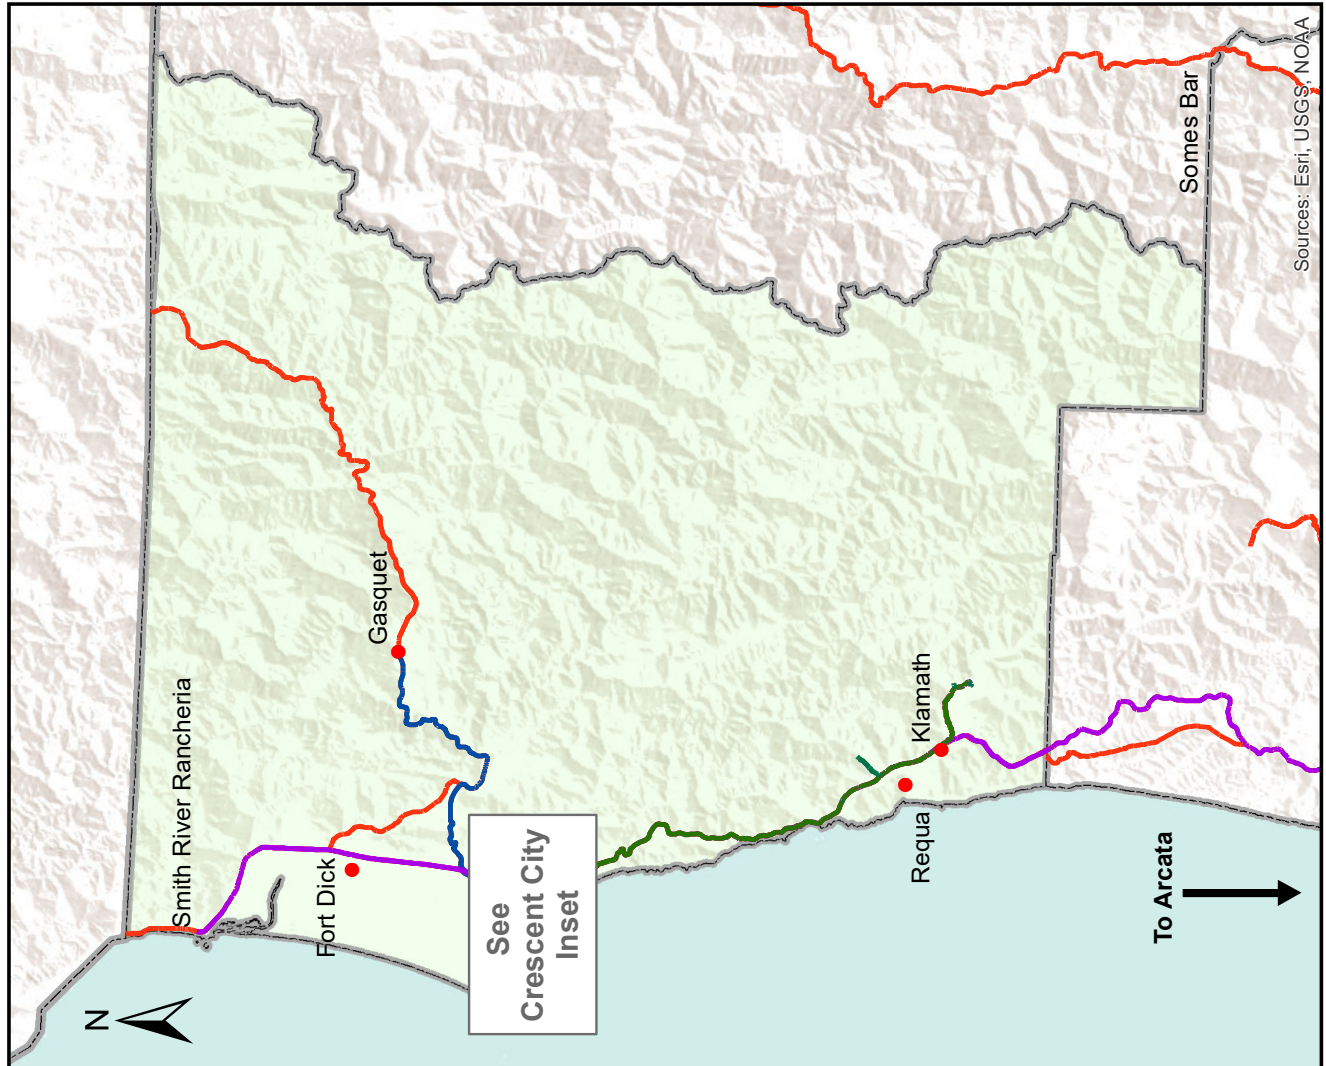 N
Smith River Rancheria
Fort Dick
Gasquet
See
Crescent City
Inset
Requa
Klamath
To Arcata
Somes Bar
Sources: Esri, USGS, NOAA